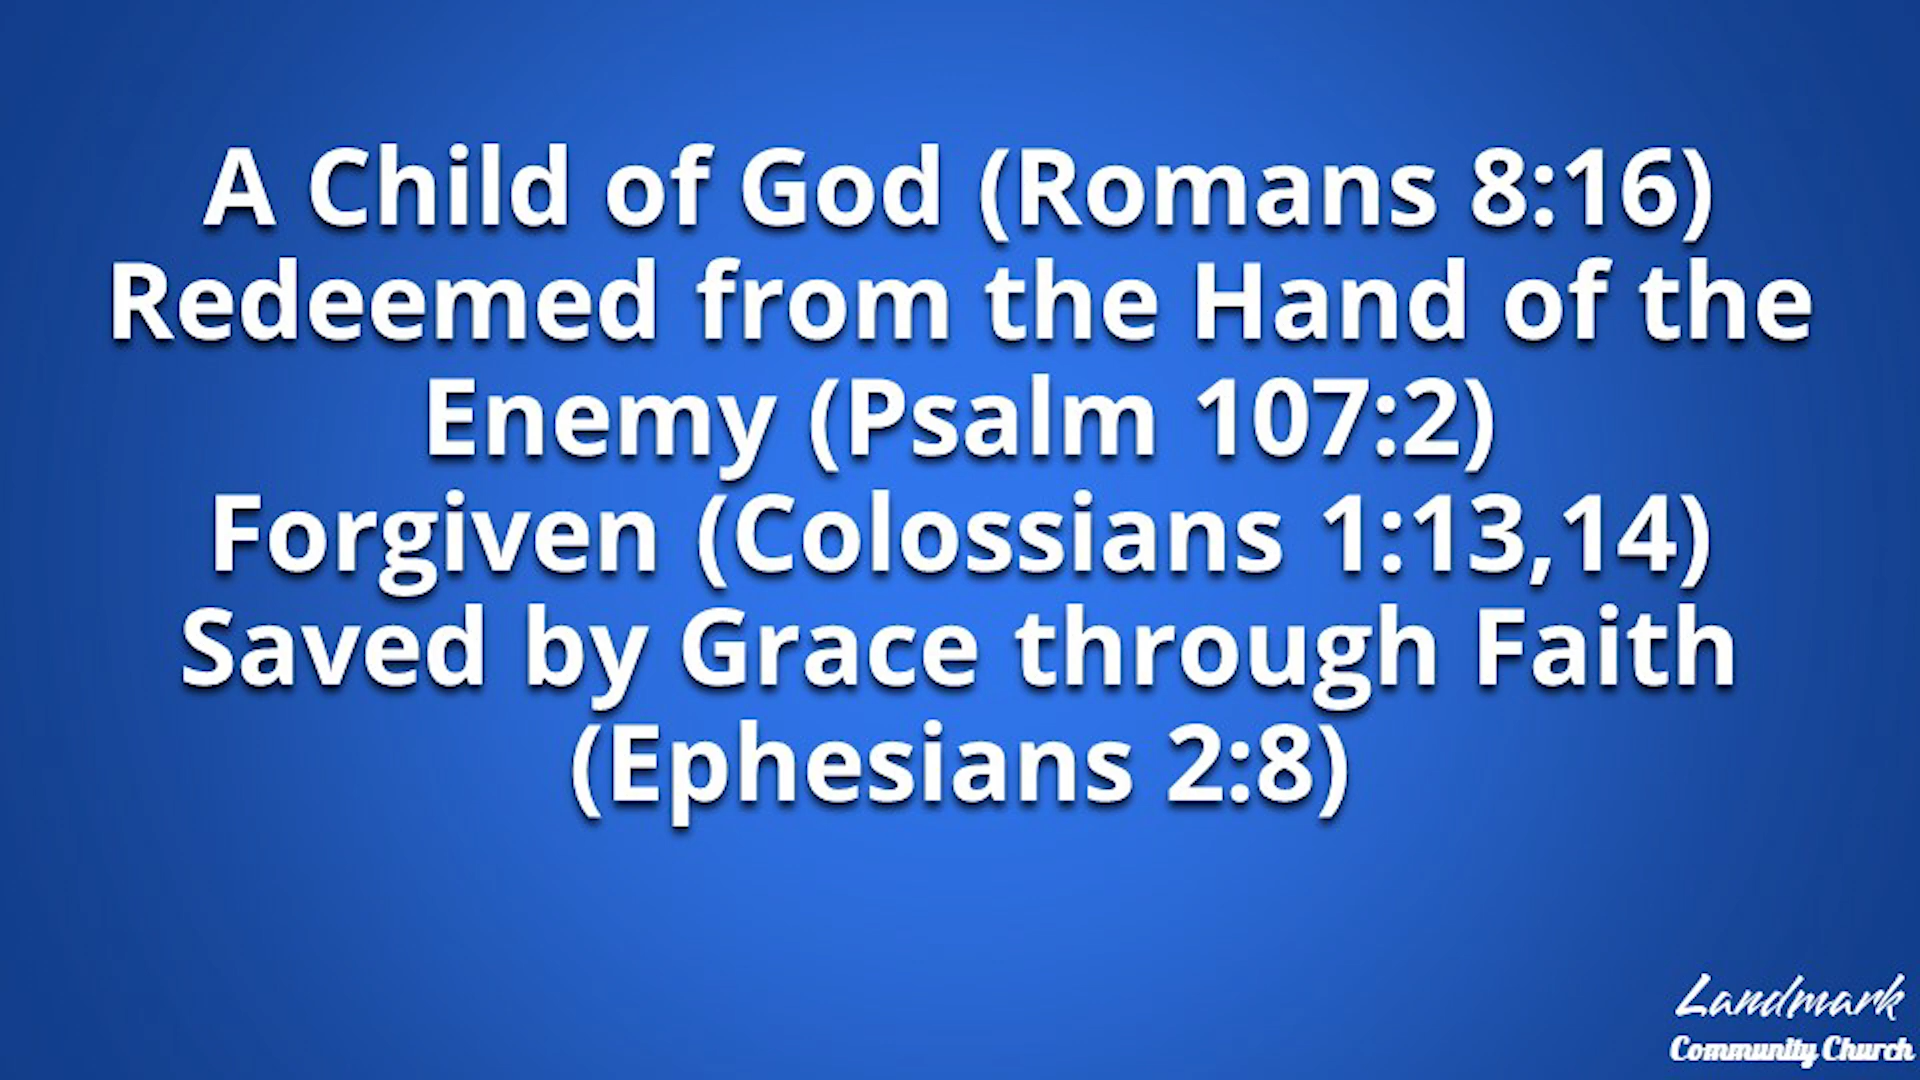 A Child of God (Romans 8:16)
Redeemed from the Hand of the
Enemy (Psalm 107:2)
Forgiven (Colossians 1:13,14)
Saved by Grace through Faith
(Ephesians 2:8)
Landmark
Community Church